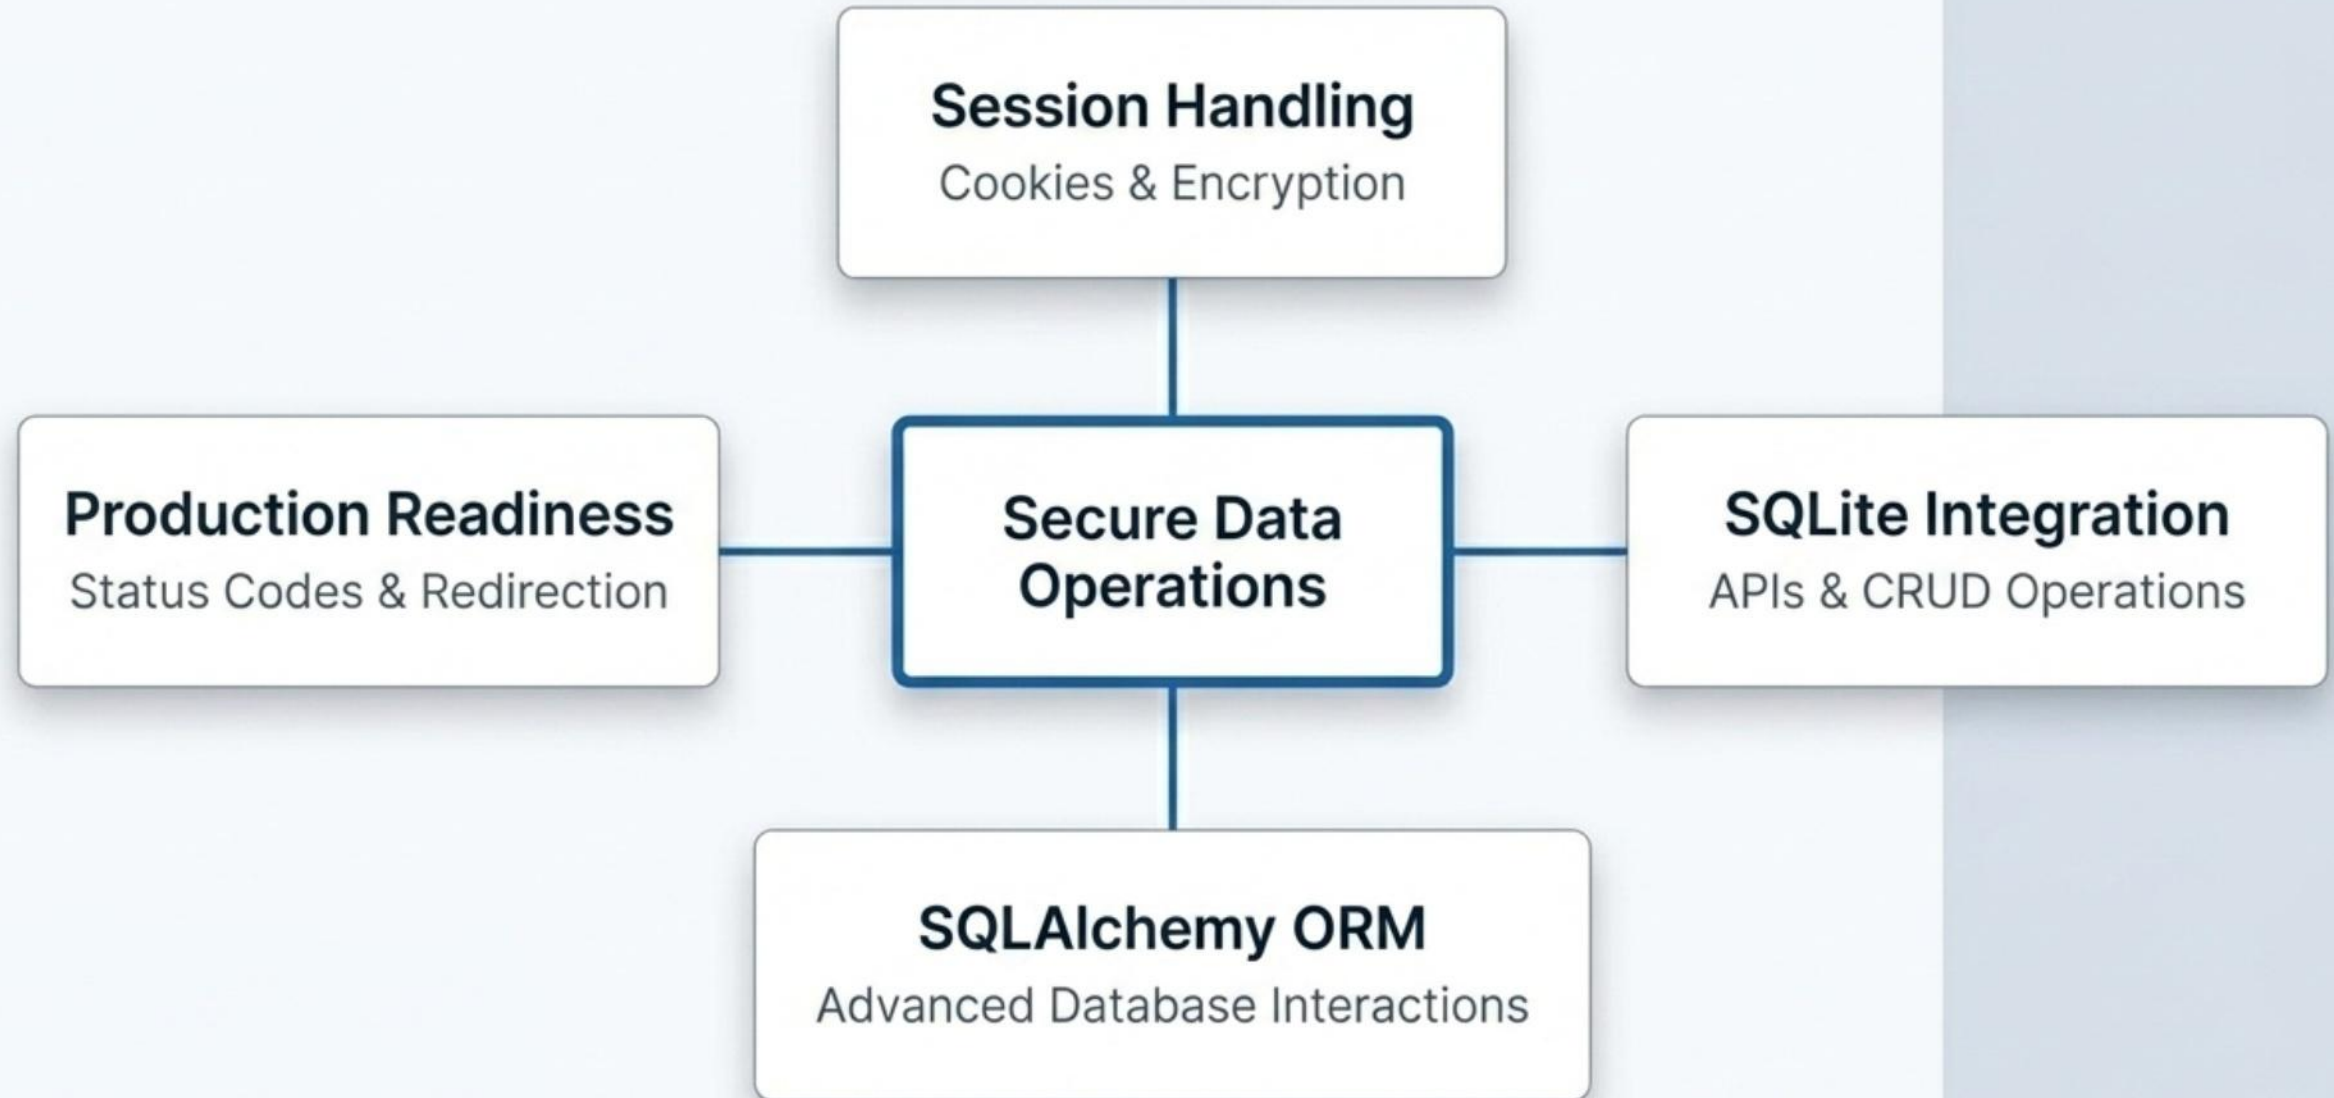 Session Handling
Cookies & Encryption
Production Readiness
Status Codes & Redirection
Secure Data
Operations
SQLite Integration
APIs & CRUD Operations
SQLAlchemy ORM
Advanced Database Interactions